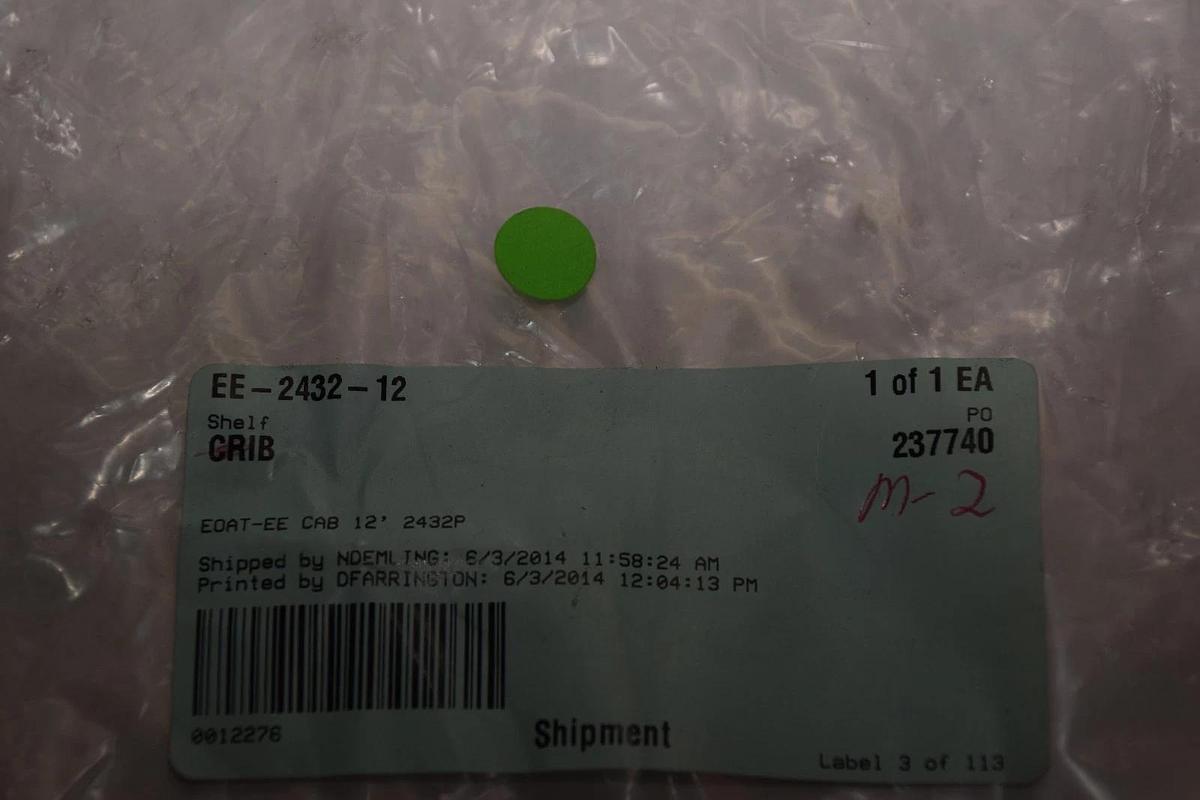 EE-2432-12
1 of 1 EA
Shelf
PO
CRIB
237740
M-2
EOAT-EE CAB 12' 2432P
Shipped by NDEMLING: 6/3/2014 11:58:24 AM
Printed by DFARRINGTON: 6/3/2014 12:04:13 PM
0012276
Shipment
Label 3 of 113